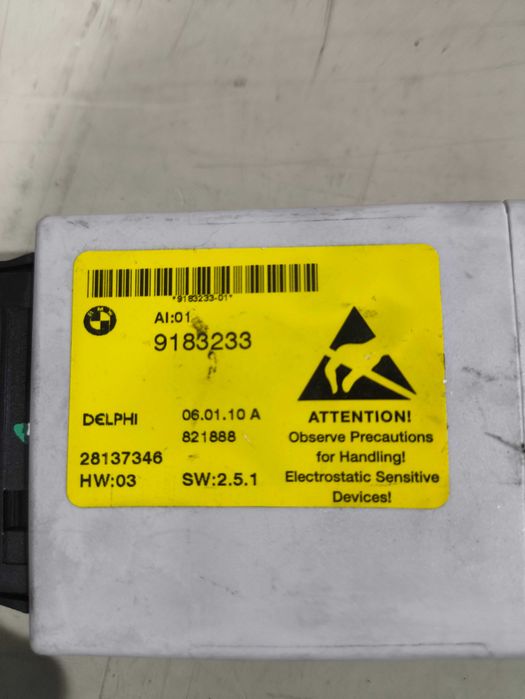 *9183233-01*
AI:01
9183233
DELPHI
06.01.10 A
821888
28137346
HW:03
SW:2.5.1
ATTENTION!
Observe Precautions
for Handling!
Electrostatic Sensitive
Devices!